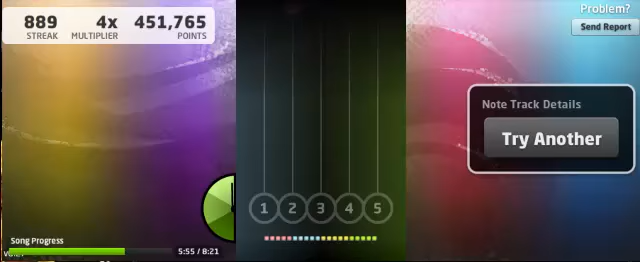 889 4x 451,765
STREAK MULTIPLIER POINTS
Problem?
Send Report
Note Track Details
Try Another
1 2 3 4 5
Song Progress
5:55 / 8:21